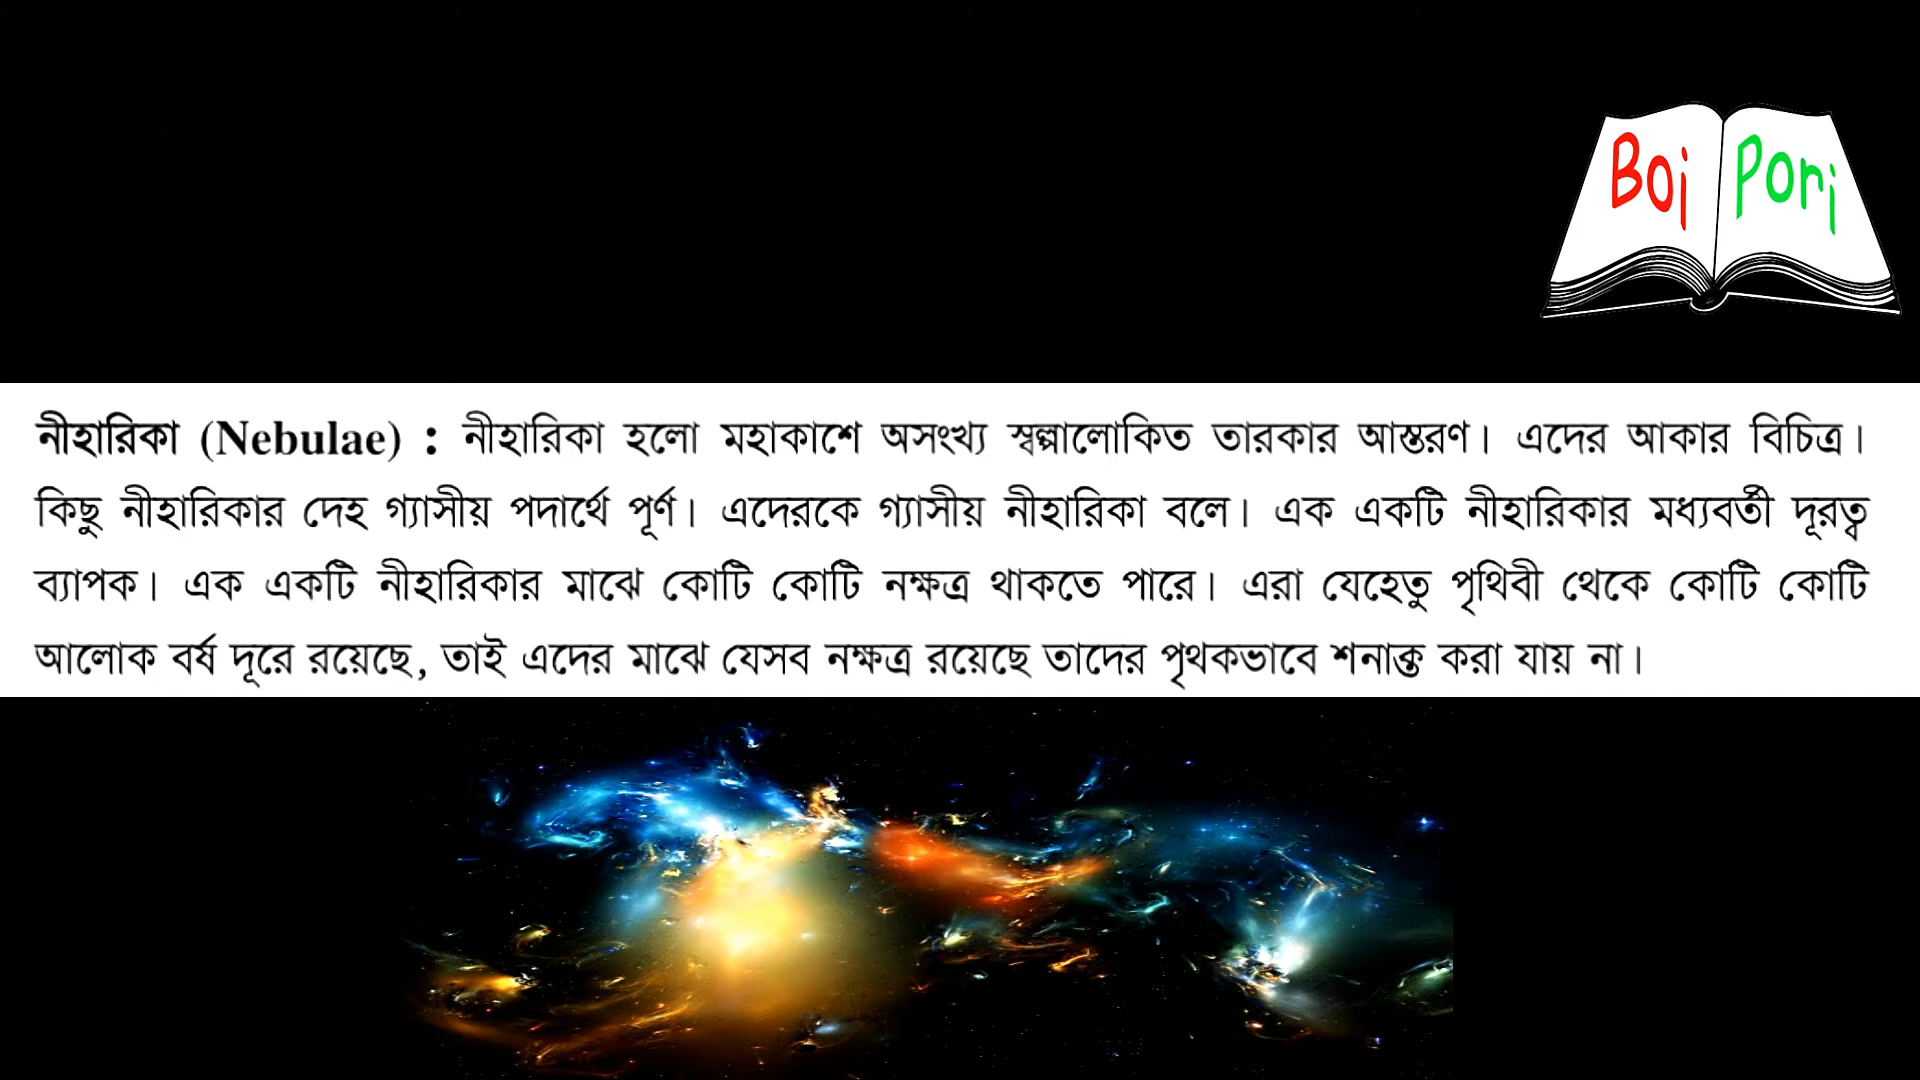 Boi Pori
নীহারিকা (Nebulae) : নীহারিকা হলো মহাকাশে অসংখ্য স্বল্পালোকিত তারকার আস্তরণ। এদের আকার বিচিত্র।
কিছু নীহারিকার দেহ গ্যাসীয় পদার্থে পূর্ণ। এদেরকে গ্যাসীয় নীহারিকা বলে। এক একটি নীহারিকার মধ্যবর্তী দূরত্ব
ব্যাপক। এক একটি নীহারিকার মাঝে কোটি কোটি নক্ষত্র থাকতে পারে। এরা যেহেতু পৃথিবী থেকে কোটি কোটি
আলোক বর্ষ দূরে রয়েছে, তাই এদের মাঝে যেসব নক্ষত্র রয়েছে তাদের পৃথকভাবে শনাক্ত করা যায় না।